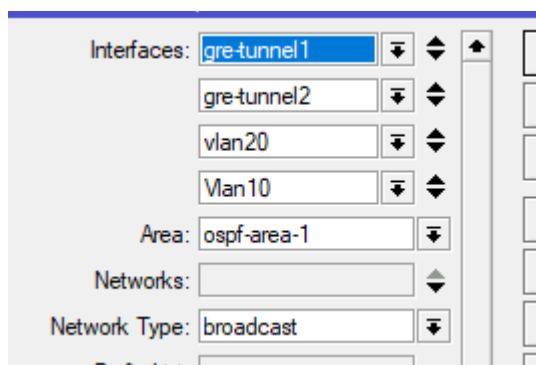 Interfaces: gre-tunnel1
gre-tunnel2
vlan20
Vlan10
Area: ospf-area-1
Networks:
Network Type: broadcast